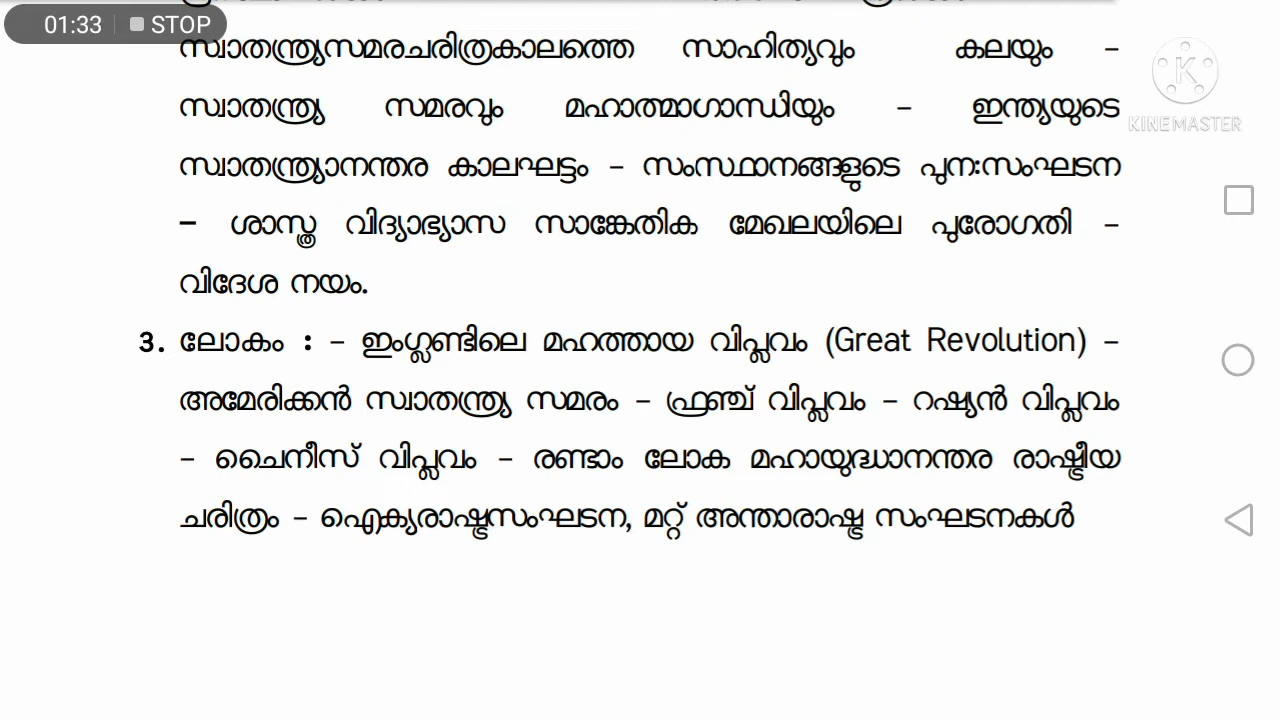 01:33 STOP
സ്വാതന്ത്ര്യസമരചരിത്രകാലത്തെ സാഹിത്യവും കലയും –
സ്വാതന്ത്ര്യ സമരവും മഹാത്മാഗാന്ധിയും – ഇന്ത്യയുടെ
സ്വാതന്ത്ര്യാനന്തര കാലഘട്ടം – സംസ്ഥാനങ്ങളുടെ പുനഃസംഘടന
– ശാസ്ത്ര വിദ്യാഭ്യാസ സാങ്കേതിക മേഖലയിലെ പുരോഗതി –
വിദേശ നയം.
3. ലോകം : – ഇംഗ്ലണ്ടിലെ മഹത്തായ വിപ്ലവം (Great Revolution) –
അമേരിക്കൻ സ്വാതന്ത്ര്യ സമരം – ഫ്രഞ്ച് വിപ്ലവം – റഷ്യൻ വിപ്ലവം
– ചൈനീസ് വിപ്ലവം – രണ്ടാം ലോക മഹായുദ്ധാനന്തര രാഷ്ട്രീയ
ചരിത്രം – ഐക്യരാഷ്ട്രസംഘടന, മറ്റ് അന്താരാഷ്ട്ര സംഘടനകൾ
K
KINEMASTER